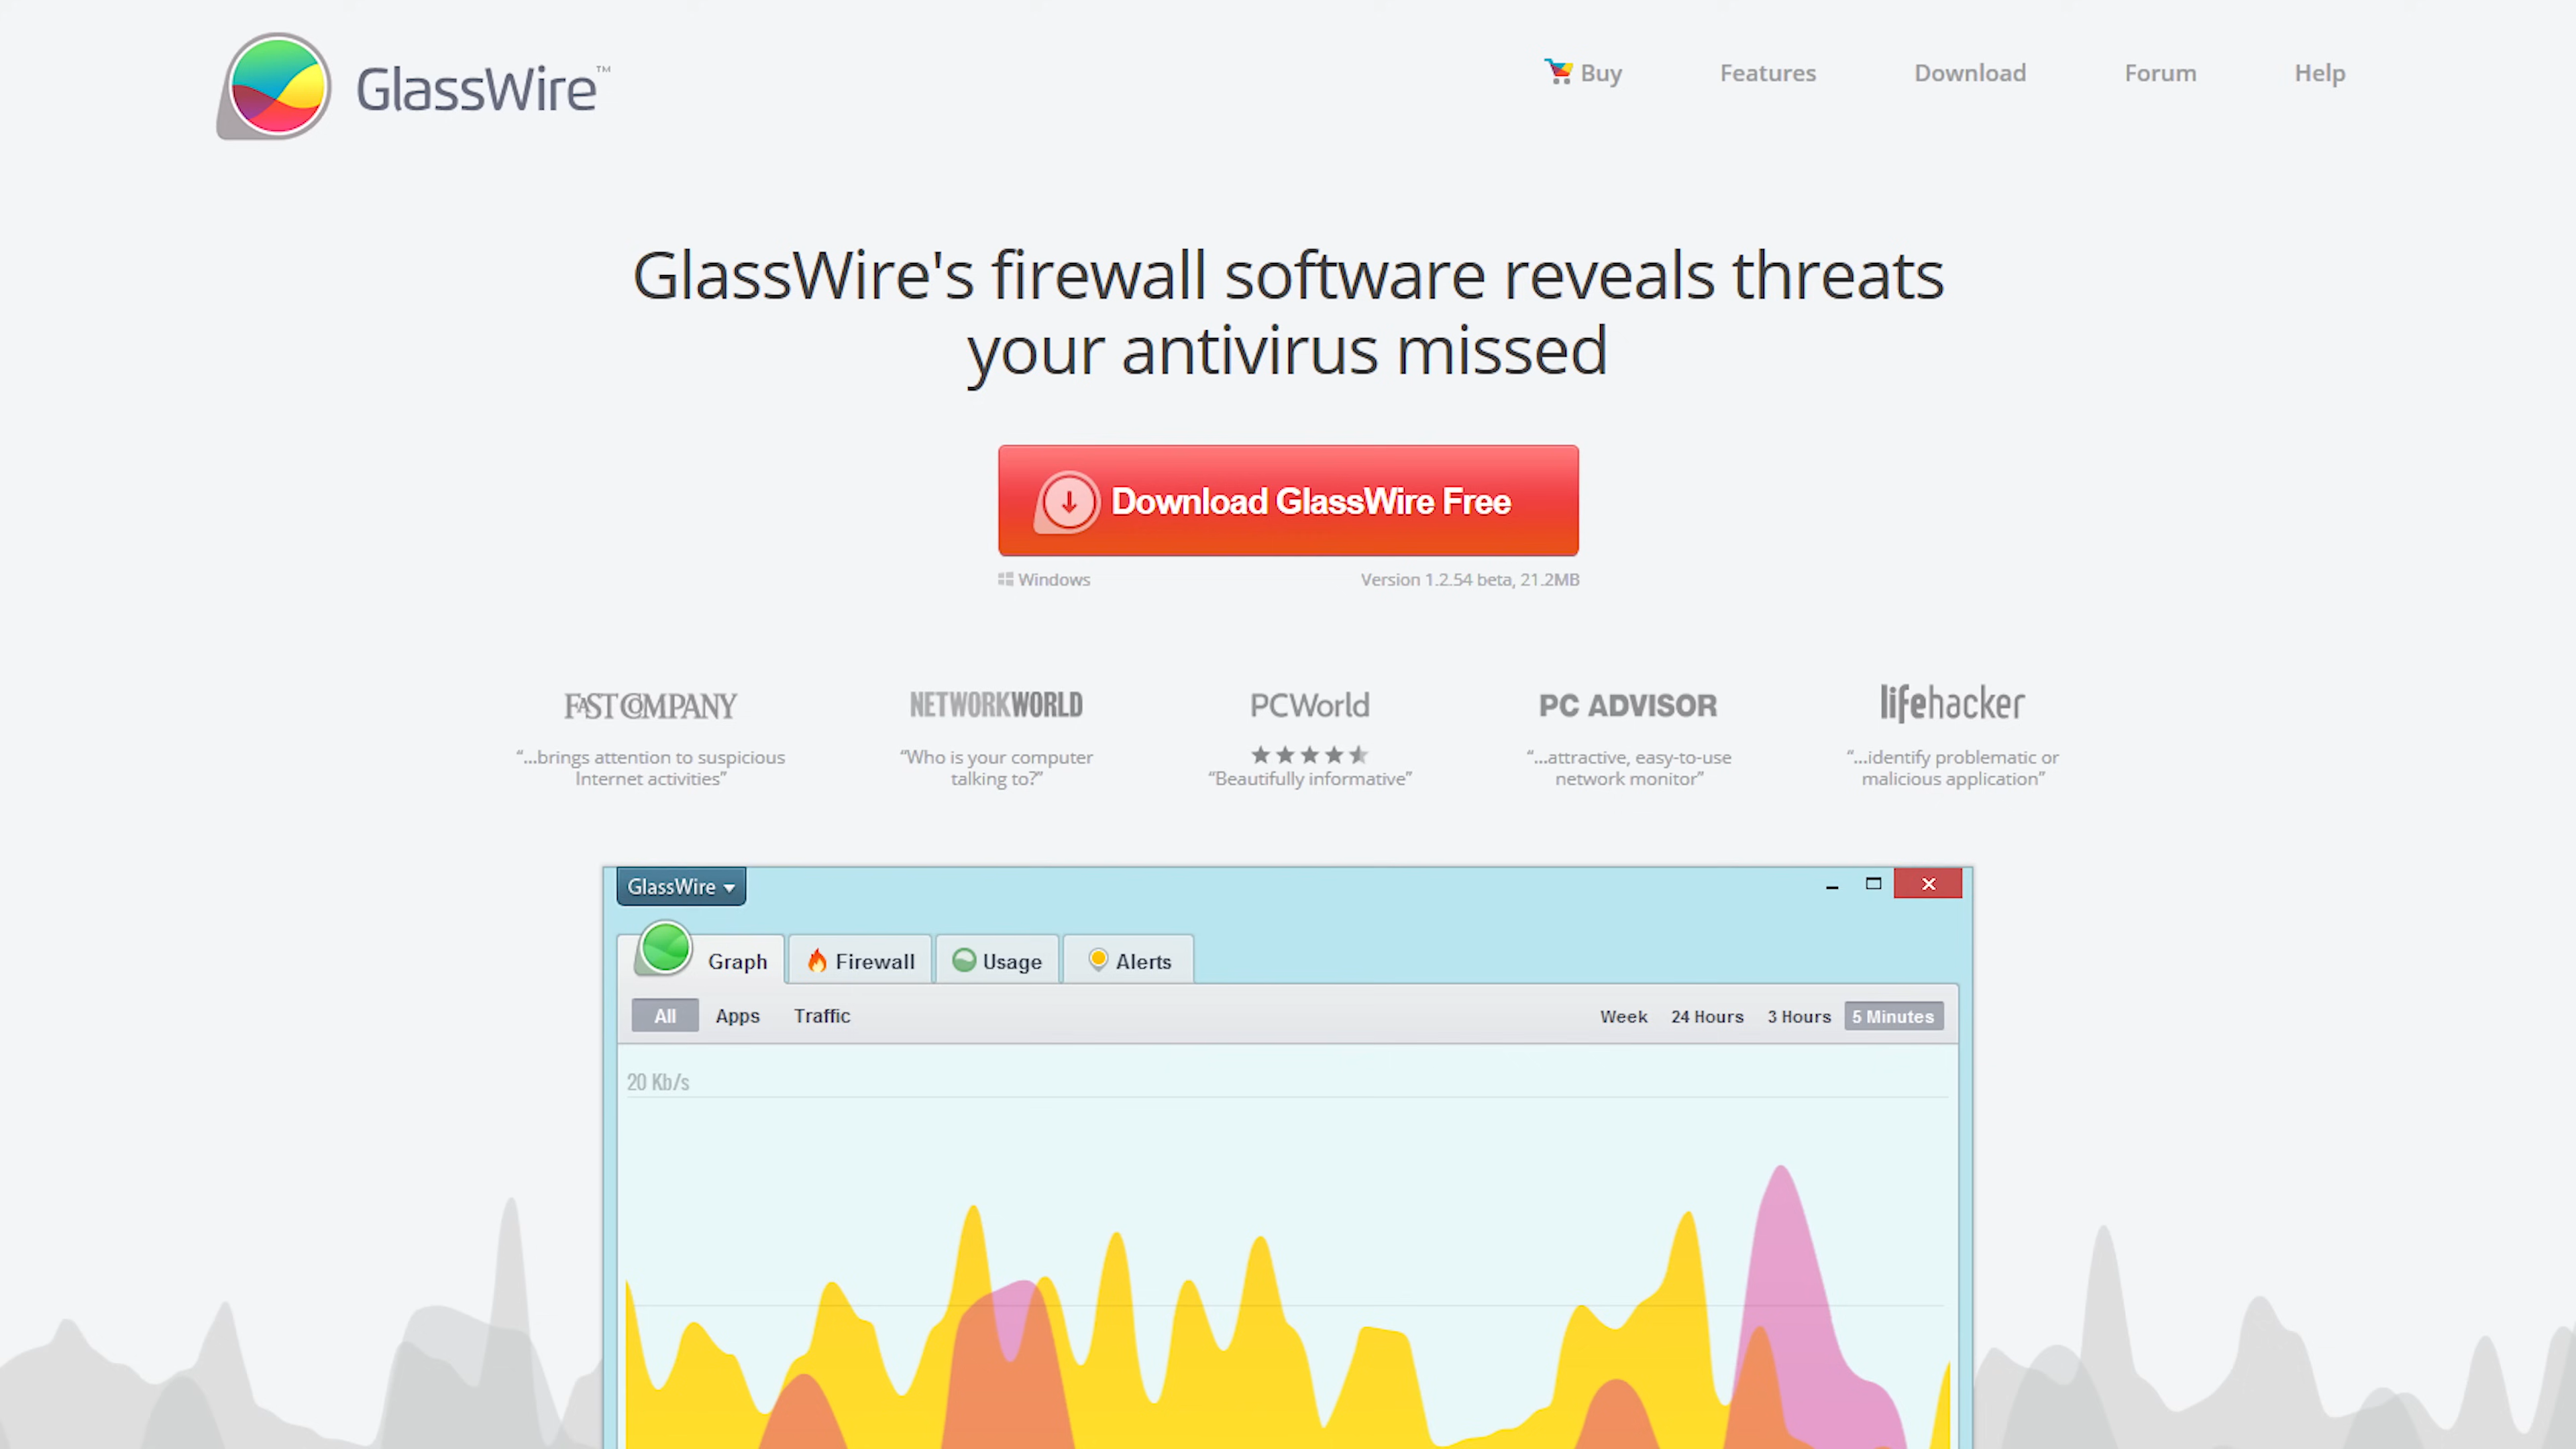 GlassWire™
Buy Features Download Forum Help
GlassWire's firewall software reveals threats
your antivirus missed
Download GlassWire Free
Windows Version 1.2.54 beta, 21.2MB
FAST COMPANY
“...brings attention to suspicious
Internet activities”
NETWORKWORLD
“Who is your computer
talking to?”
PCWorld
“Beautifully informative”
PC ADVISOR
“...attractive, easy-to-use
network monitor”
lifehacker
“...identify problematic or
malicious application”
GlassWire
Graph Firewall Usage Alerts
All Apps Traffic Week 24 Hours 3 Hours 5 Minutes
20 Kb/s